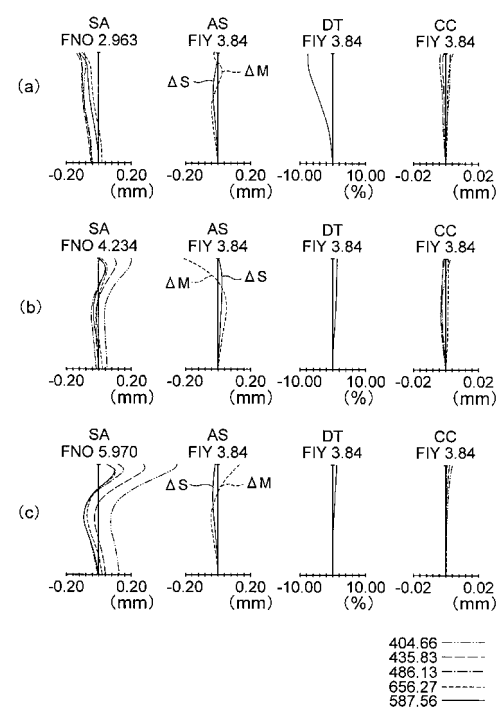 SA AS DT CC
FNO 2.963 FIY 3.84 FIY 3.84 FIY 3.84
(a) ΔS ΔM
-0.20 0.20 -0.20 0.20 -10.00 10.00 -0.02 0.02
(mm) (mm) (%) (mm)
SA AS DT CC
FNO 4.234 FIY 3.84 FIY 3.84 FIY 3.84
(b) ΔM ΔS
-0.20 0.20 -0.20 0.20 -10.00 10.00 -0.02 0.02
(mm) (mm) (%) (mm)
SA AS DT CC
FNO 5.970 FIY 3.84 FIY 3.84 FIY 3.84
(c) ΔS ΔM
-0.20 0.20 -0.20 0.20 -10.00 10.00 -0.02 0.02
(mm) (mm) (%) (mm)
404.66
435.83
486.13
656.27
587.56